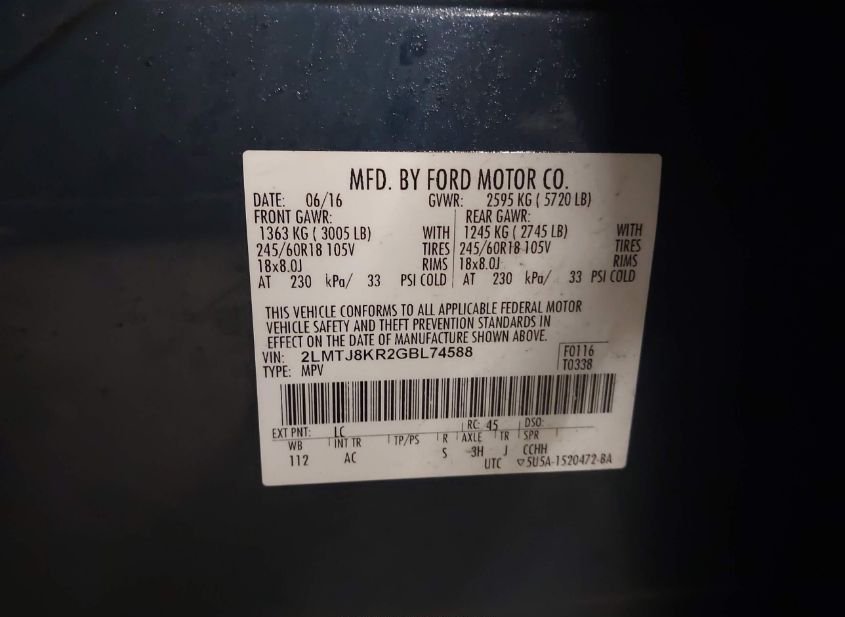 MFD. BY FORD MOTOR CO.
DATE: 06/16 GVWR: 2595 KG ( 5720 LB)
FRONT GAWR: REAR GAWR:
1363 KG ( 3005 LB) WITH 1245 KG ( 2745 LB) WITH
245/60R18 105V TIRES 245/60R18 105V TIRES
18x8.0J RIMS 18x8.0J RIMS
AT 230 kPa/ 33 PSI COLD AT 230 kPa/ 33 PSI COLD
THIS VEHICLE CONFORMS TO ALL APPLICABLE FEDERAL MOTOR
VEHICLE SAFETY AND THEFT PREVENTION STANDARDS IN
EFFECT ON THE DATE OF MANUFACTURE SHOWN ABOVE.
VIN: 2LMTJ8KR2GBL74588 F0116
TYPE: MPV T0338
EXT PNT: LC RC: 45 DSO:
WB INT TR TP/PS R AXLE TR SPR
112 AC S 3H J CCHH
UTC ▽5U5A-1520472-BA